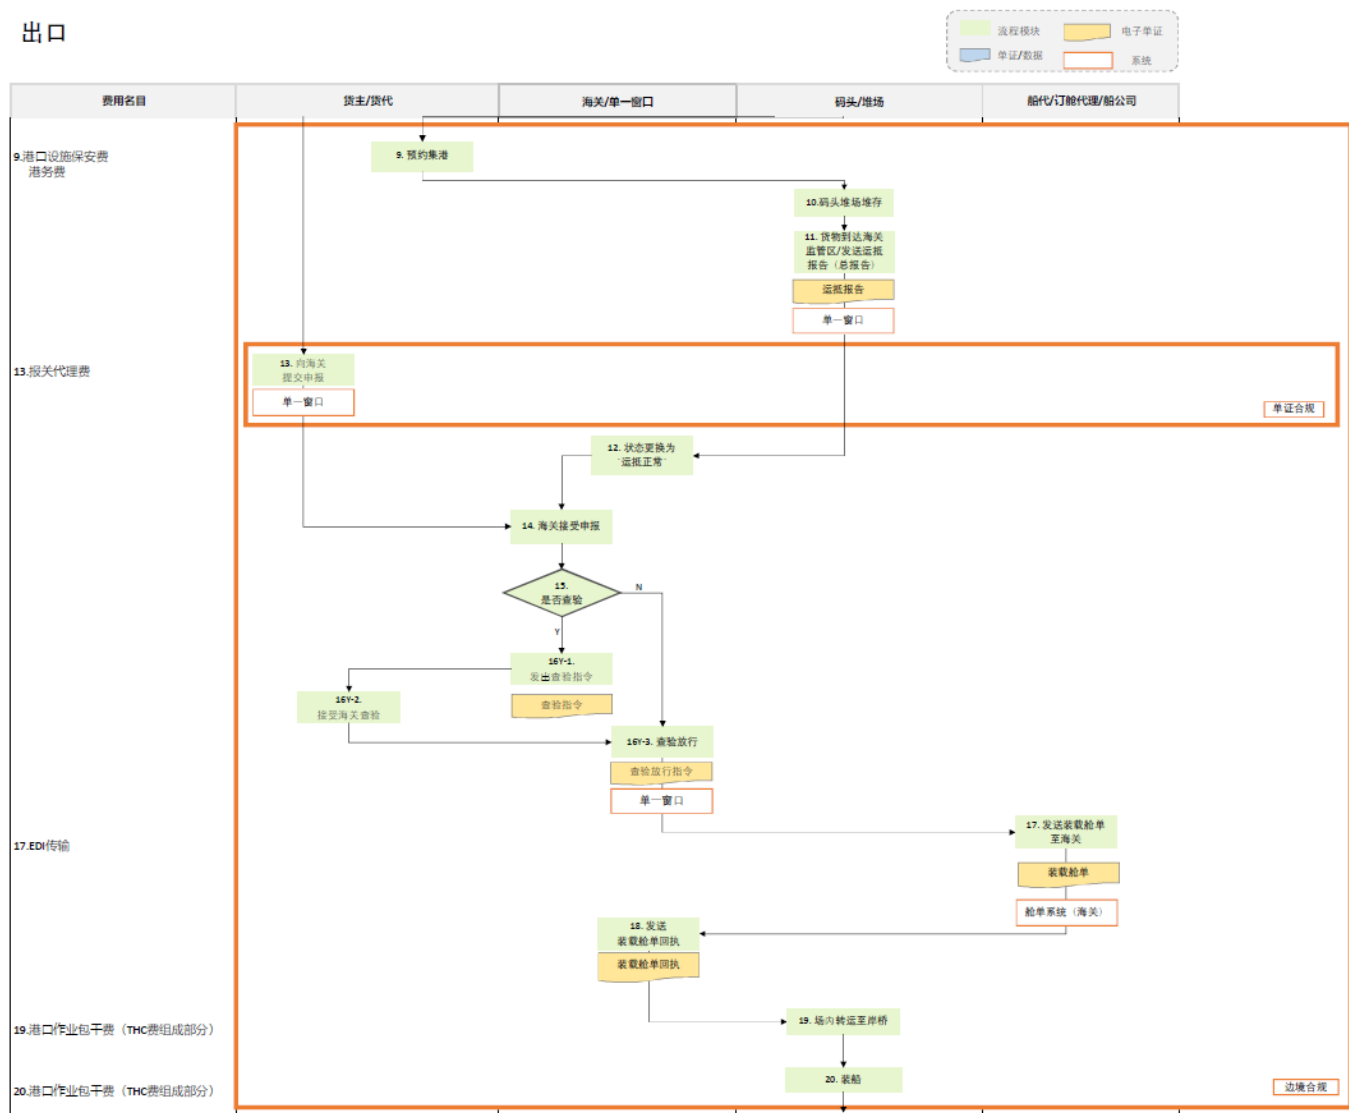 出口
流程模块
电子单证
单证/数据
系统
费用名目
货主/货代
海关/单一窗口
码头/堆场
船代/订舱代理/船公司
9.港口设施保安费
港务费
9. 预约集港
10.码头堆场堆存
11. 货物到达海关
监管区/发送运抵
报告（总报告）
运抵报告
单一窗口
13.报关代理费
13. 向海关
提交申报
单一窗口
单证合规
12. 状态更换为
“运抵正常”
14. 海关接受申报
15.
是否查验
N
Y
16Y-1.
发出查验指令
查验指令
16Y-2.
接受海关查验
16Y-3. 查验放行
查验放行指令
单一窗口
17.EDI传输
17. 发送装载舱单
至海关
装载舱单
舱单系统（海关）
18. 发送
装载舱单回执
装载舱单回执
19.港口作业包干费（THC费组成部分）
19. 场内转运至岸桥
20.港口作业包干费（THC费组成部分）
20. 装船
边境合规